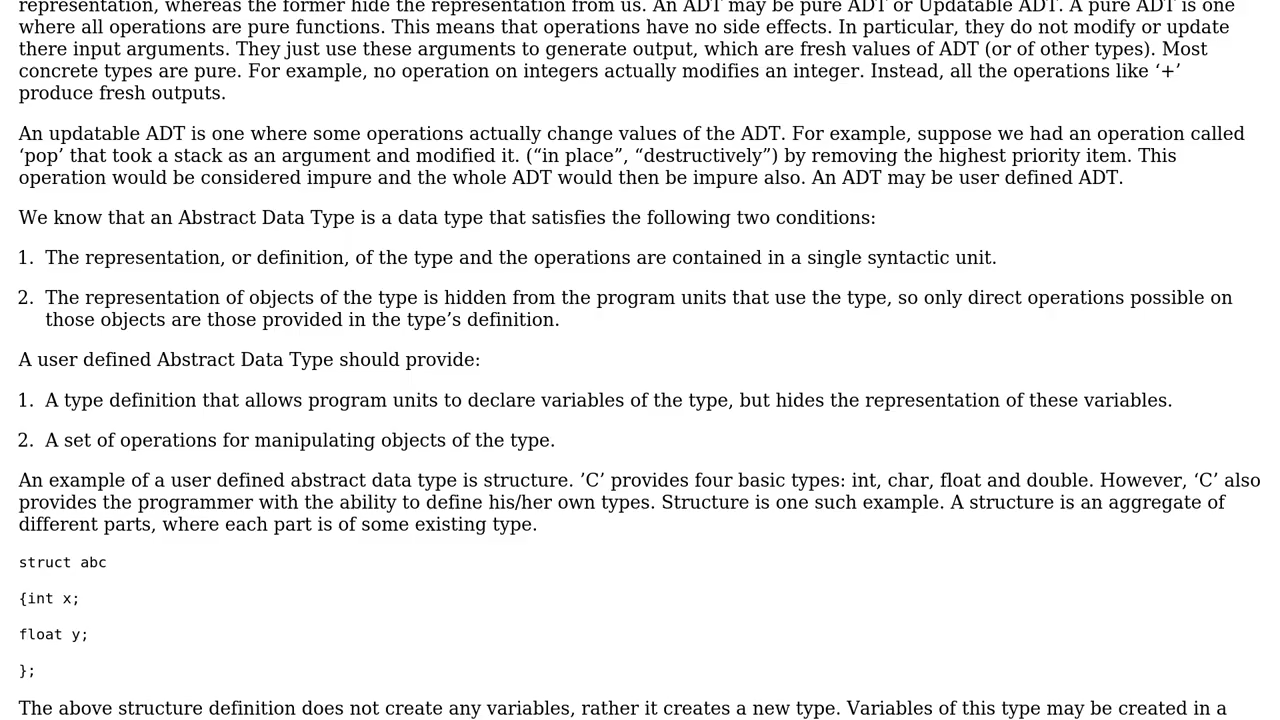 representation, whereas the former hide the representation from us. An ADT may be pure ADT or Updatable ADT. A pure ADT is one
where all operations are pure functions. This means that operations have no side effects. In particular, they do not modify or update
there input arguments. They just use these arguments to generate output, which are fresh values of ADT (or of other types). Most
concrete types are pure. For example, no operation on integers actually modifies an integer. Instead, all the operations like ‘+’
produce fresh outputs.
An updatable ADT is one where some operations actually change values of the ADT. For example, suppose we had an operation called
‘pop’ that took a stack as an argument and modified it. (“in place”, “destructively”) by removing the highest priority item. This
operation would be considered impure and the whole ADT would then be impure also. An ADT may be user defined ADT.
We know that an Abstract Data Type is a data type that satisfies the following two conditions:
1. The representation, or definition, of the type and the operations are contained in a single syntactic unit.
2. The representation of objects of the type is hidden from the program units that use the type, so only direct operations possible on
those objects are those provided in the type’s definition.
A user defined Abstract Data Type should provide:
1. A type definition that allows program units to declare variables of the type, but hides the representation of these variables.
2. A set of operations for manipulating objects of the type.
An example of a user defined abstract data type is structure. ’C’ provides four basic types: int, char, float and double. However, ‘C’ also
provides the programmer with the ability to define his/her own types. Structure is one such example. A structure is an aggregate of
different parts, where each part is of some existing type.
struct abc
{int x;
float y;
};
The above structure definition does not create any variables, rather it creates a new type. Variables of this type may be created in a